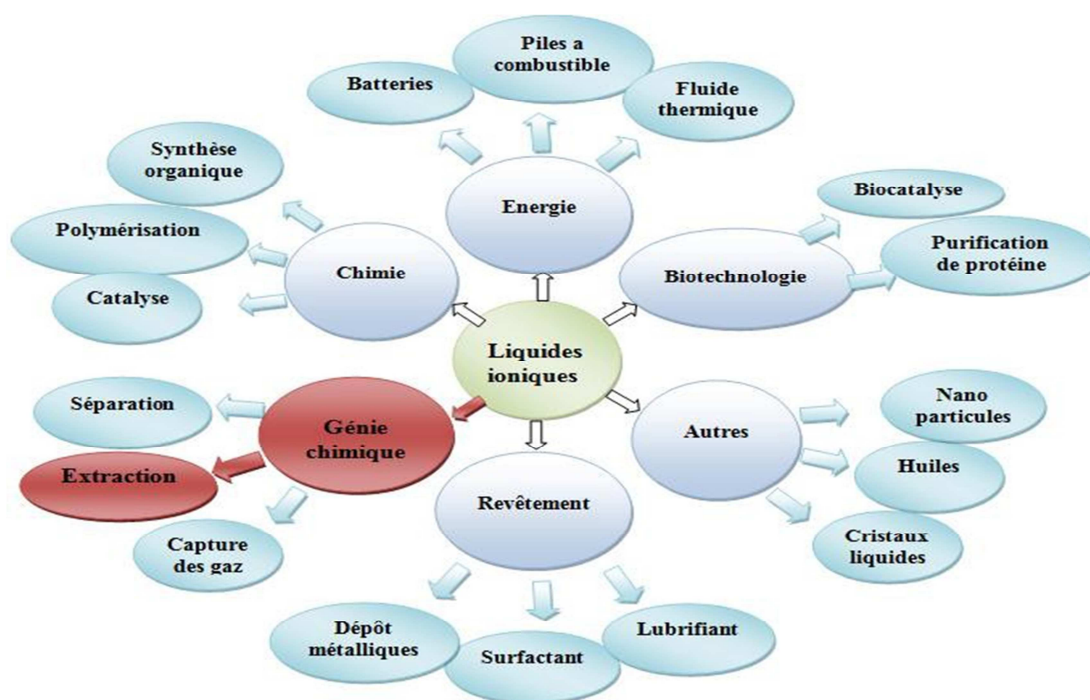 Piles a
combustible
Batteries
Fluide
thermique
Synthèse
organique
Energie
Biocatalyse
Polymérisation
Purification
de protéine
Chimie
Biotechnologie
Catalyse
Liquides
ioniques
Séparation
Génie
chimique
Autres
Nano
particules
Extraction
Huiles
Revêtement
Capture
des gaz
Cristaux
liquides
Dépôt
métalliques
Surfactant
Lubrifiant